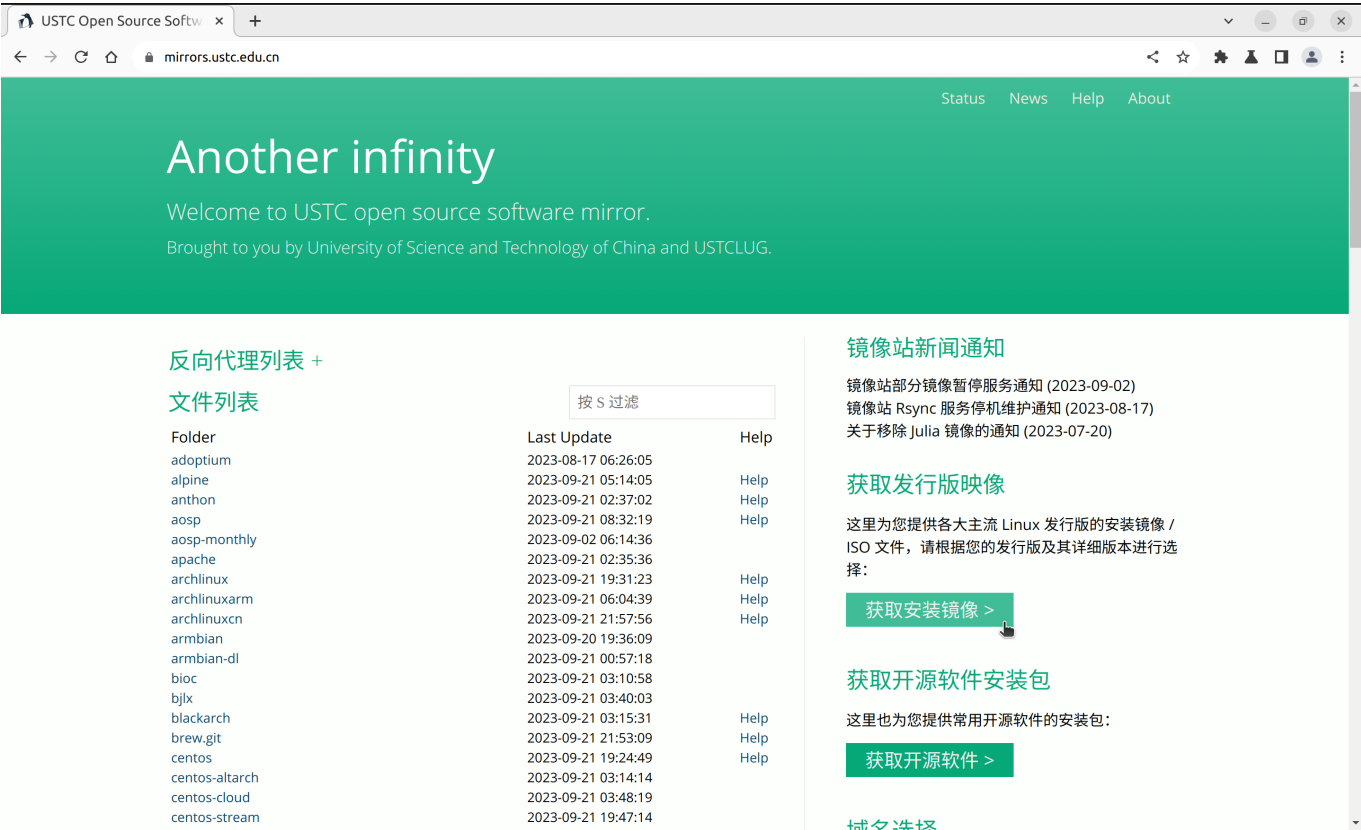 USTC Open Source Softw
mirrors.ustc.edu.cn
Status News Help About
Another infinity
Welcome to USTC open source software mirror.
Brought to you by University of Science and Technology of China and USTCLUG.
反向代理列表 +
文件列表
按 S 过滤
Folder Last Update Help
adoptium 2023-08-17 06:26:05
alpine 2023-09-21 05:14:05 Help
anthon 2023-09-21 02:37:02 Help
aosp 2023-09-21 08:32:19 Help
aosp-monthly 2023-09-02 06:14:36
apache 2023-09-21 02:35:36
archlinux 2023-09-21 19:31:23 Help
archlinuxarm 2023-09-21 06:04:39 Help
archlinuxcn 2023-09-21 21:57:56 Help
armbian 2023-09-20 19:36:09
armbian-dl 2023-09-21 00:57:18
bioc 2023-09-21 03:10:58
bjlx 2023-09-21 03:40:03
blackarch 2023-09-21 03:15:31 Help
brew.git 2023-09-21 21:53:09 Help
centos 2023-09-21 19:24:49 Help
centos-altarch 2023-09-21 03:14:14
centos-cloud 2023-09-21 03:48:19
centos-stream 2023-09-21 19:47:14
镜像站新闻通知
镜像站部分镜像暂停服务通知 (2023-09-02)
镜像站 Rsync 服务停机维护通知 (2023-08-17)
关于移除 Julia 镜像的通知 (2023-07-20)
获取发行版映像
这里为您提供各大主流 Linux 发行版的安装镜像 /
ISO 文件，请根据您的发行版及其详细版本进行选
择：
获取安装镜像 >
获取开源软件安装包
这里也为您提供常用开源软件的安装包：
获取开源软件 >
域名选择